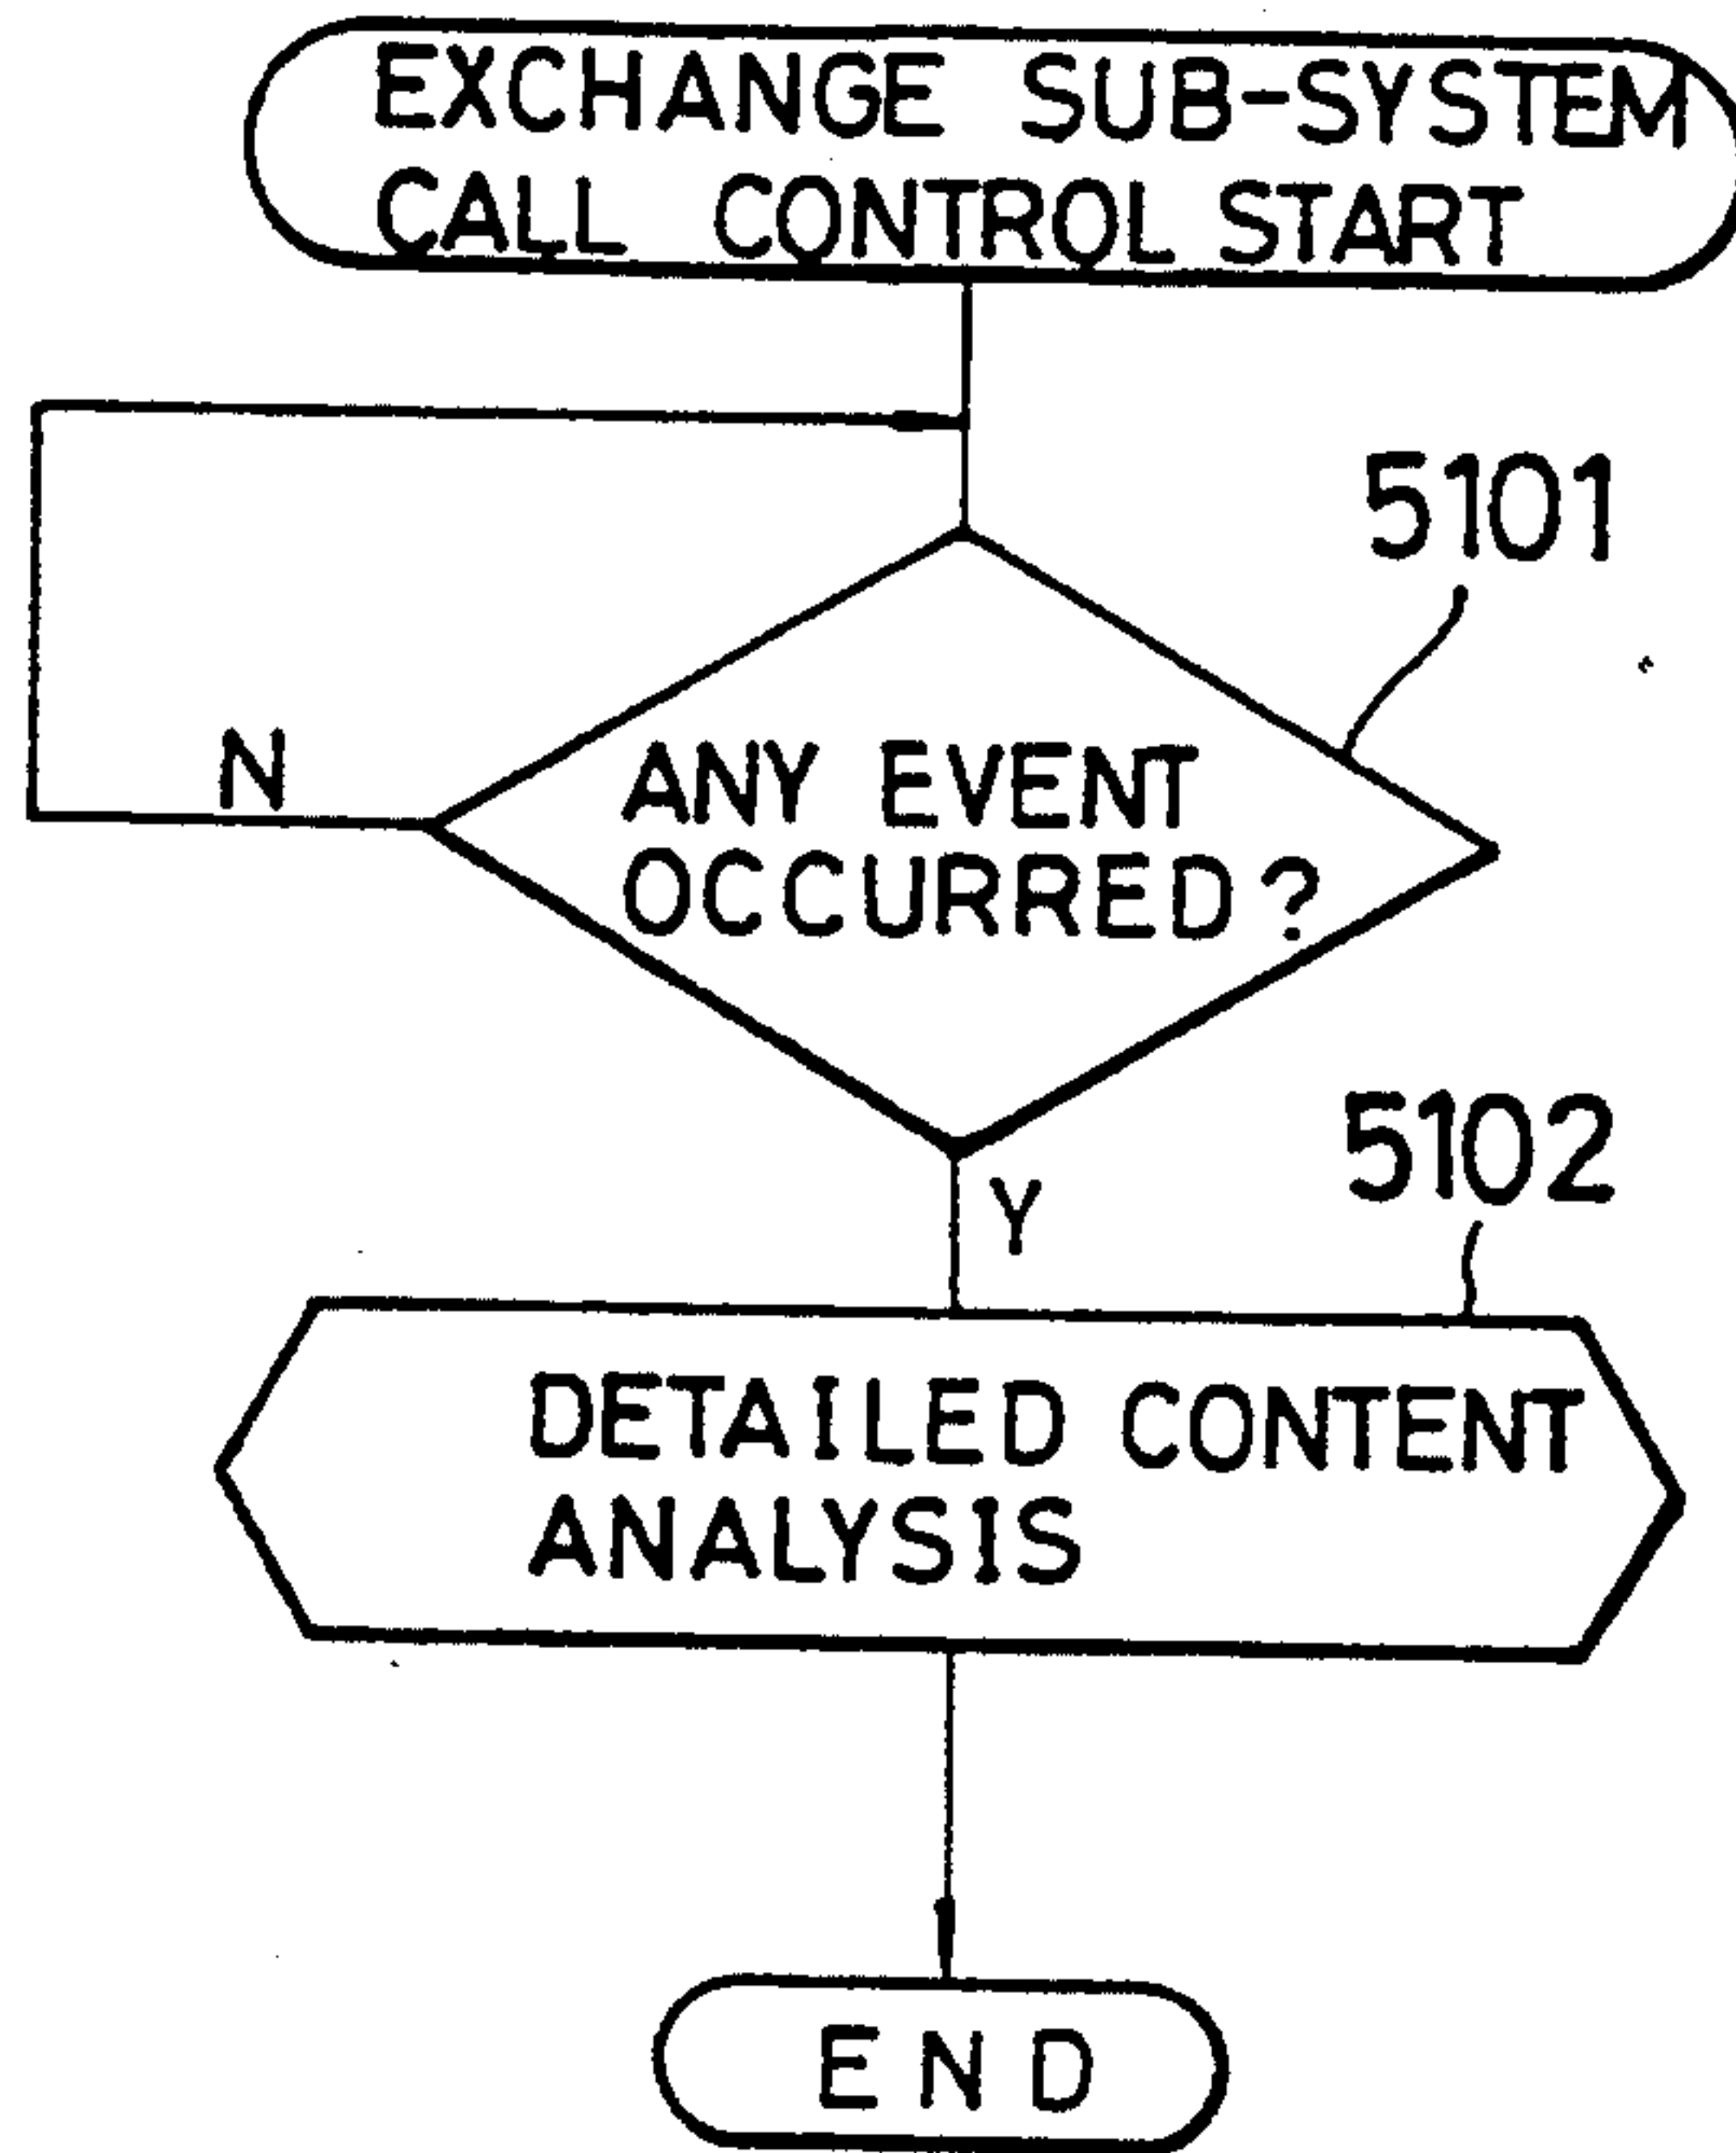 EXCHANGE SUB-SYSTEM
CALL CONTROL START
5101
N
ANY EVENT
OCCURRED?
5102
Y
DETAILED CONTENT
ANALYSIS
END